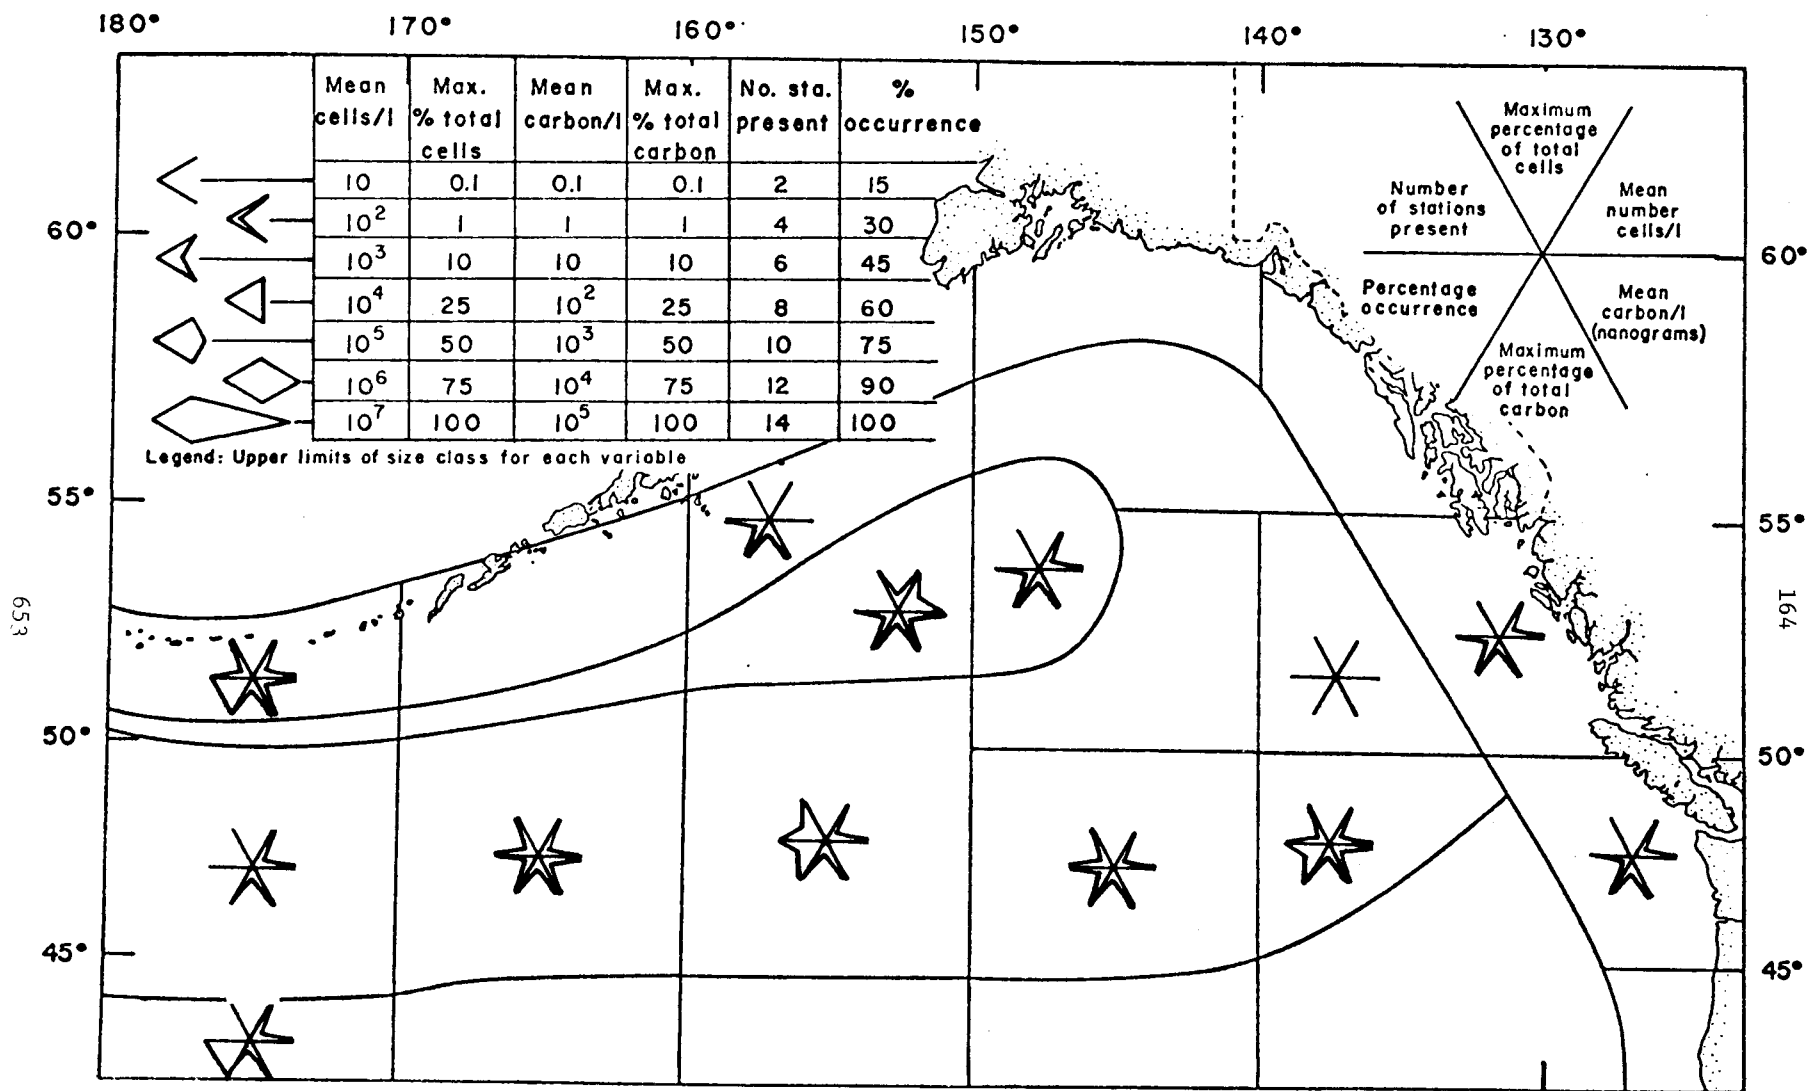 180° 170° 160° 150° 140° 130°
Mean cells/l | Max. % total cells | Mean carbon/l | Max. % total carbon | No. sta. present | % occurrence
10 0.1 0.1 0.1 2 15
10² 1 1 1 4 30
10³ 10 10 10 6 45
10⁴ 25 10² 25 8 60
10⁵ 50 10³ 50 10 75
10⁶ 75 10⁴ 75 12 90
10⁷ 100 10⁵ 100 14 100
Legend: Upper limits of size class for each variable
Maximum
percentage
of total
cells
Number
of stations
present
Mean
number
cells/l
Percentage
occurrence
Mean
carbon/l
(nanograms)
Maximum
percentage
of total
carbon
60°
55°
50°
45°
60°
55°
50°
45°
653
164